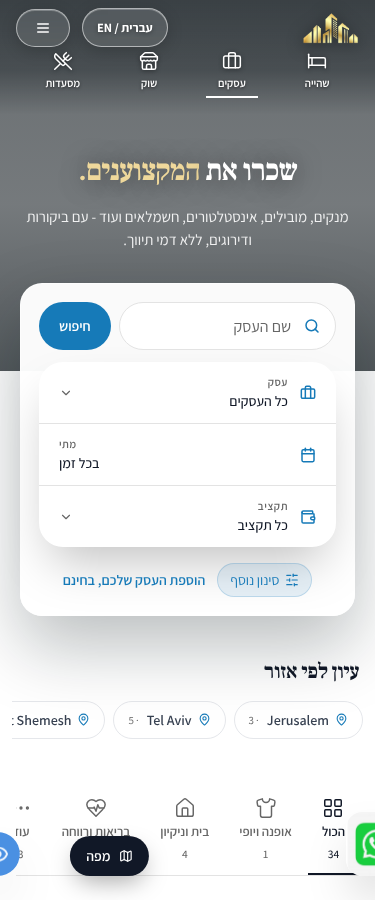 עברית / EN
שהייה
עסקים
שוק
מסעדות
שכרו את המקצוענים.
מנקים, מובילים, אינסטלטורים, חשמלאים ועוד - עם ביקורות
ודירוגים, ללא דמי תיווך.
שם העסק
חיפוש
עסק
כל העסקים
מתי
בכל זמן
תקציב
כל תקציב
סינון נוסף
הוספת העסק שלכם, בחינם
עיון לפי אזור
Jerusalem · 3
Tel Aviv · 5
t Shemesh
הכול
34
אופנה ויופי
1
בית וניקיון
4
בריאות ורווחה
עוד
3
מפה